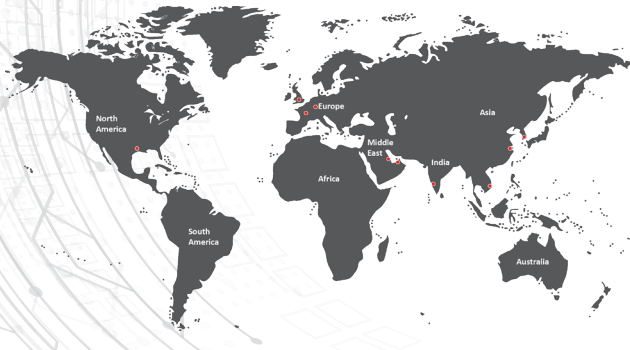 North
America
Europe
Asia
Middle
East
India
Africa
South
America
Australia